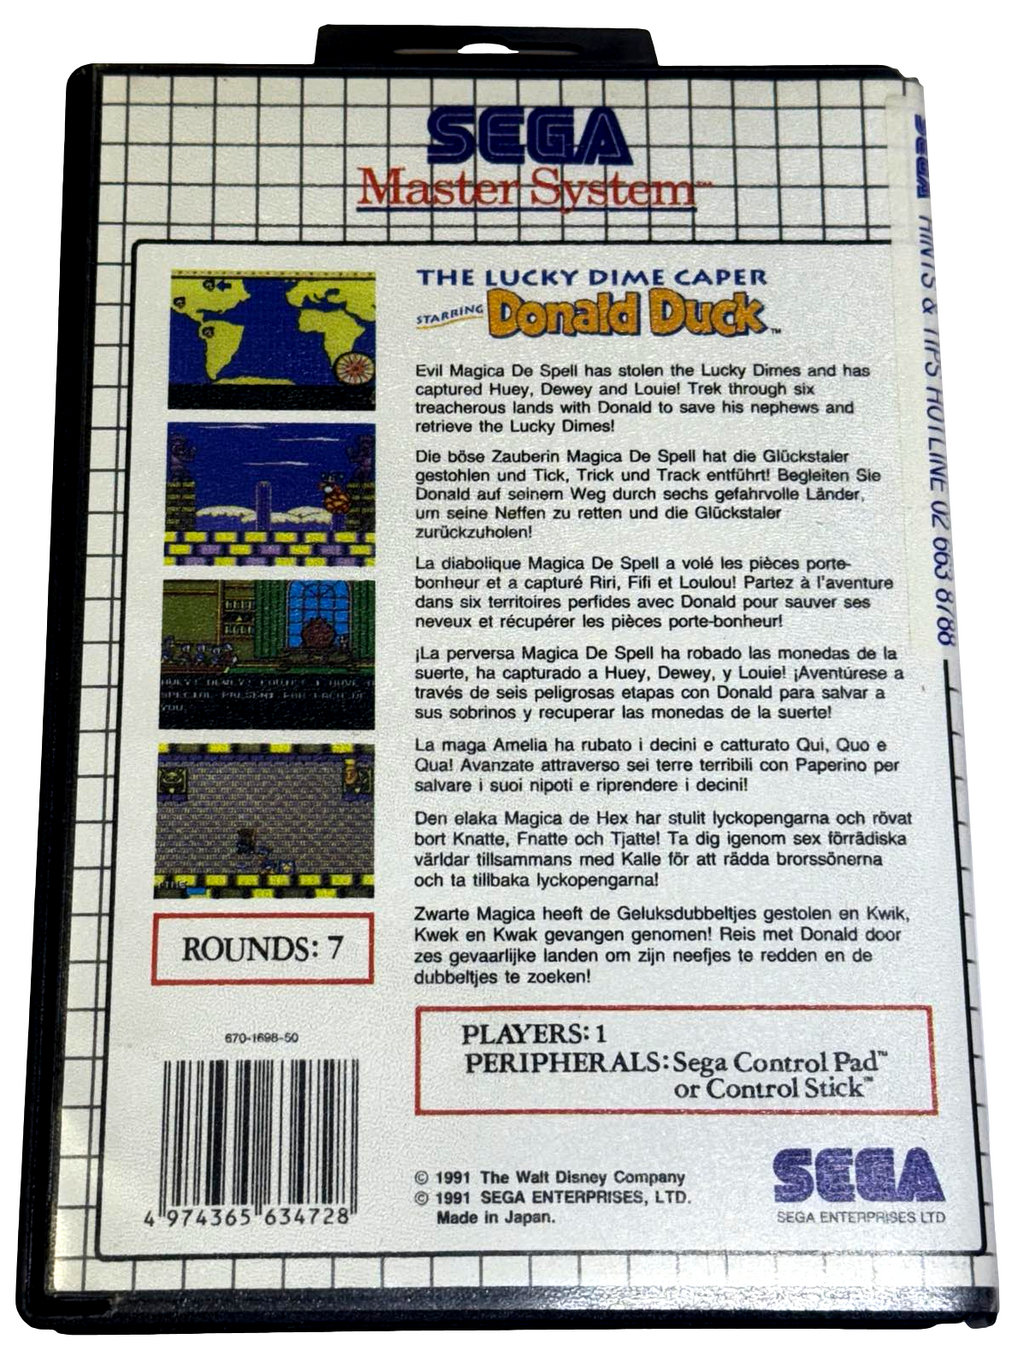 SEGA
Master System™
THE LUCKY DIME CAPER
STARRING Donald Duck™
Evil Magica De Spell has stolen the Lucky Dimes and has
captured Huey, Dewey and Louie! Trek through six
treacherous lands with Donald to save his nephews and
retrieve the Lucky Dimes!
Die böse Zauberin Magica De Spell hat die Glückstaler
gestohlen und Tick, Trick und Track entführt! Begleiten Sie
Donald auf seinem Weg durch sechs gefahrvolle Länder,
um seine Neffen zu retten und die Glückstaler
zurückzuholen!
La diabolique Magica De Spell a volé les pièces porte-
bonheur et a capturé Riri, Fifi et Loulou! Partez à l'aventure
dans six territoires perfides avec Donald pour sauver ses
neveux et récupérer les pièces porte-bonheur!
¡La perversa Magica De Spell ha robado las monedas de la
suerte, ha capturado a Huey, Dewey, y Louie! ¡Aventúrese a
través de seis peligrosas etapas con Donald para salvar a
sus sobrinos y recuperar las monedas de la suerte!
La maga Amelia ha rubato i decini e catturato Qui, Quo e
Qua! Avanzate attraverso sei terre terribili con Paperino per
salvare i suoi nipoti e riprendere i decini!
Den elaka Magica de Hex har stulit lyckopengarna och rövat
bort Knatte, Fnatte och Tjatte! Ta dig igenom sex förrädiska
världar tillsammans med Kalle för att rädda brorssönerna
och ta tillbaka lyckopengarna!
Zwarte Magica heeft de Geluksdubbeltjes gestolen en Kwik,
Kwek en Kwak gevangen genomen! Reis met Donald door
zes gevaarlijke landen om zijn neefjes te redden en de
dubbeltjes te zoeken!
SPECIAL PRESENT FOR EACH OF
YOU.
ROUNDS: 7
PLAYERS: 1
PERIPHERALS: Sega Control Pad™
or Control Stick™
670-1698-50
4 974365 634728
© 1991 The Walt Disney Company
© 1991 SEGA ENTERPRISES, LTD.
Made in Japan.
SEGA
SEGA ENTERPRISES LTD
SEGA HINTS & TIPS HOTLINE 02 663 8788